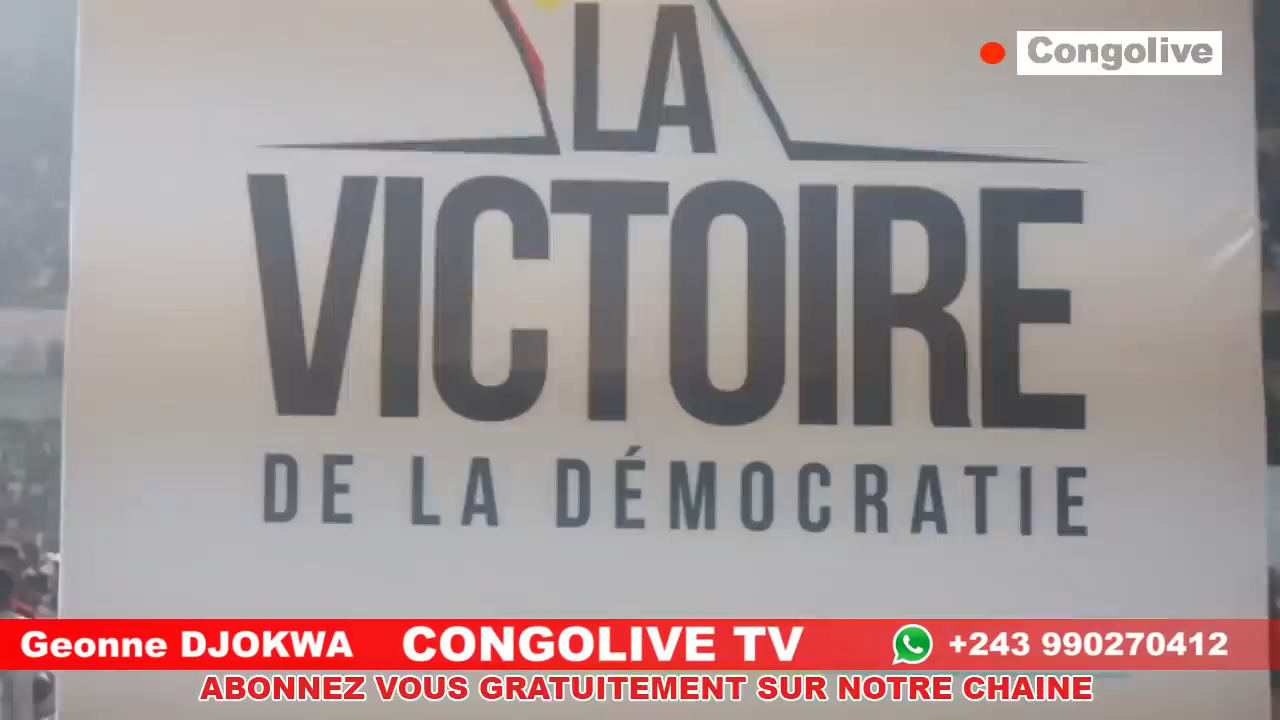 Congolive
LA
VICTOIRE
DE LA DÉMOCRATIE
Geonne DJOKWA CONGOLIVE TV +243 990270412
ABONNEZ VOUS GRATUITEMENT SUR NOTRE CHAINE